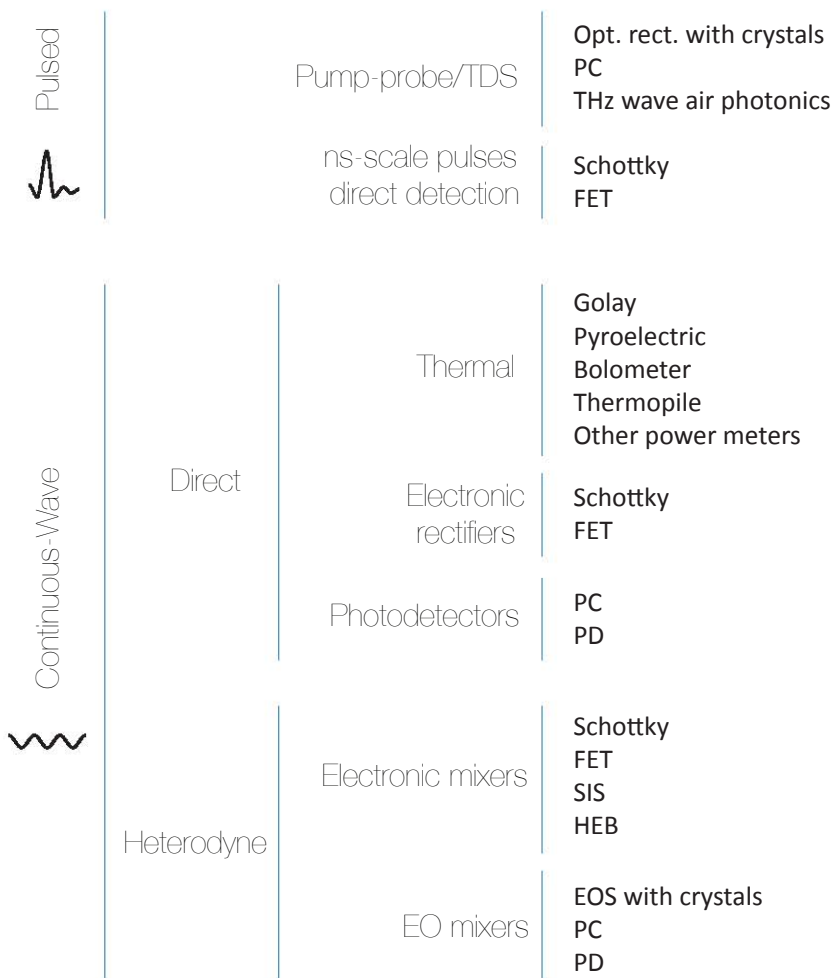 Pulsed
Pump-probe/TDS
Opt. rect. with crystals
PC
THz wave air photonics
ns-scale pulses
direct detection
Schottky
FET
Continuous-Wave
Direct
Thermal
Golay
Pyroelectric
Bolometer
Thermopile
Other power meters
Electronic
rectifiers
Schottky
FET
Photodetectors
PC
PD
Heterodyne
Electronic mixers
Schottky
FET
SIS
HEB
EO mixers
EOS with crystals
PC
PD